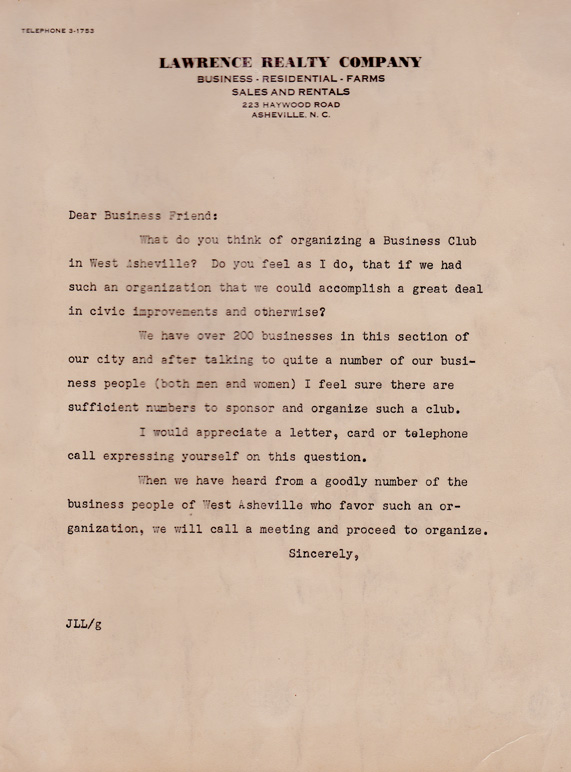 TELEPHONE 3-1753
LAWRENCE REALTY COMPANY
BUSINESS - RESIDENTIAL - FARMS
SALES AND RENTALS
223 HAYWOOD ROAD
ASHEVILLE, N. C.
Dear Business Friend:
What do you think of organizing a Business Club
in West Asheville? Do you feel as I do, that if we had
such an organization that we could accomplish a great deal
in civic improvements and otherwise?
We have over 200 businesses in this section of
our city and after talking to quite a number of our busi-
ness people (both men and women) I feel sure there are
sufficient numbers to sponsor and organize such a club.
I would appreciate a letter, card or telephone
call expressing yourself on this question.
When we have heard from a goodly number of the
business people of West Asheville who favor such an or-
ganization, we will call a meeting and proceed to organize.
Sincerely,
JLL/g